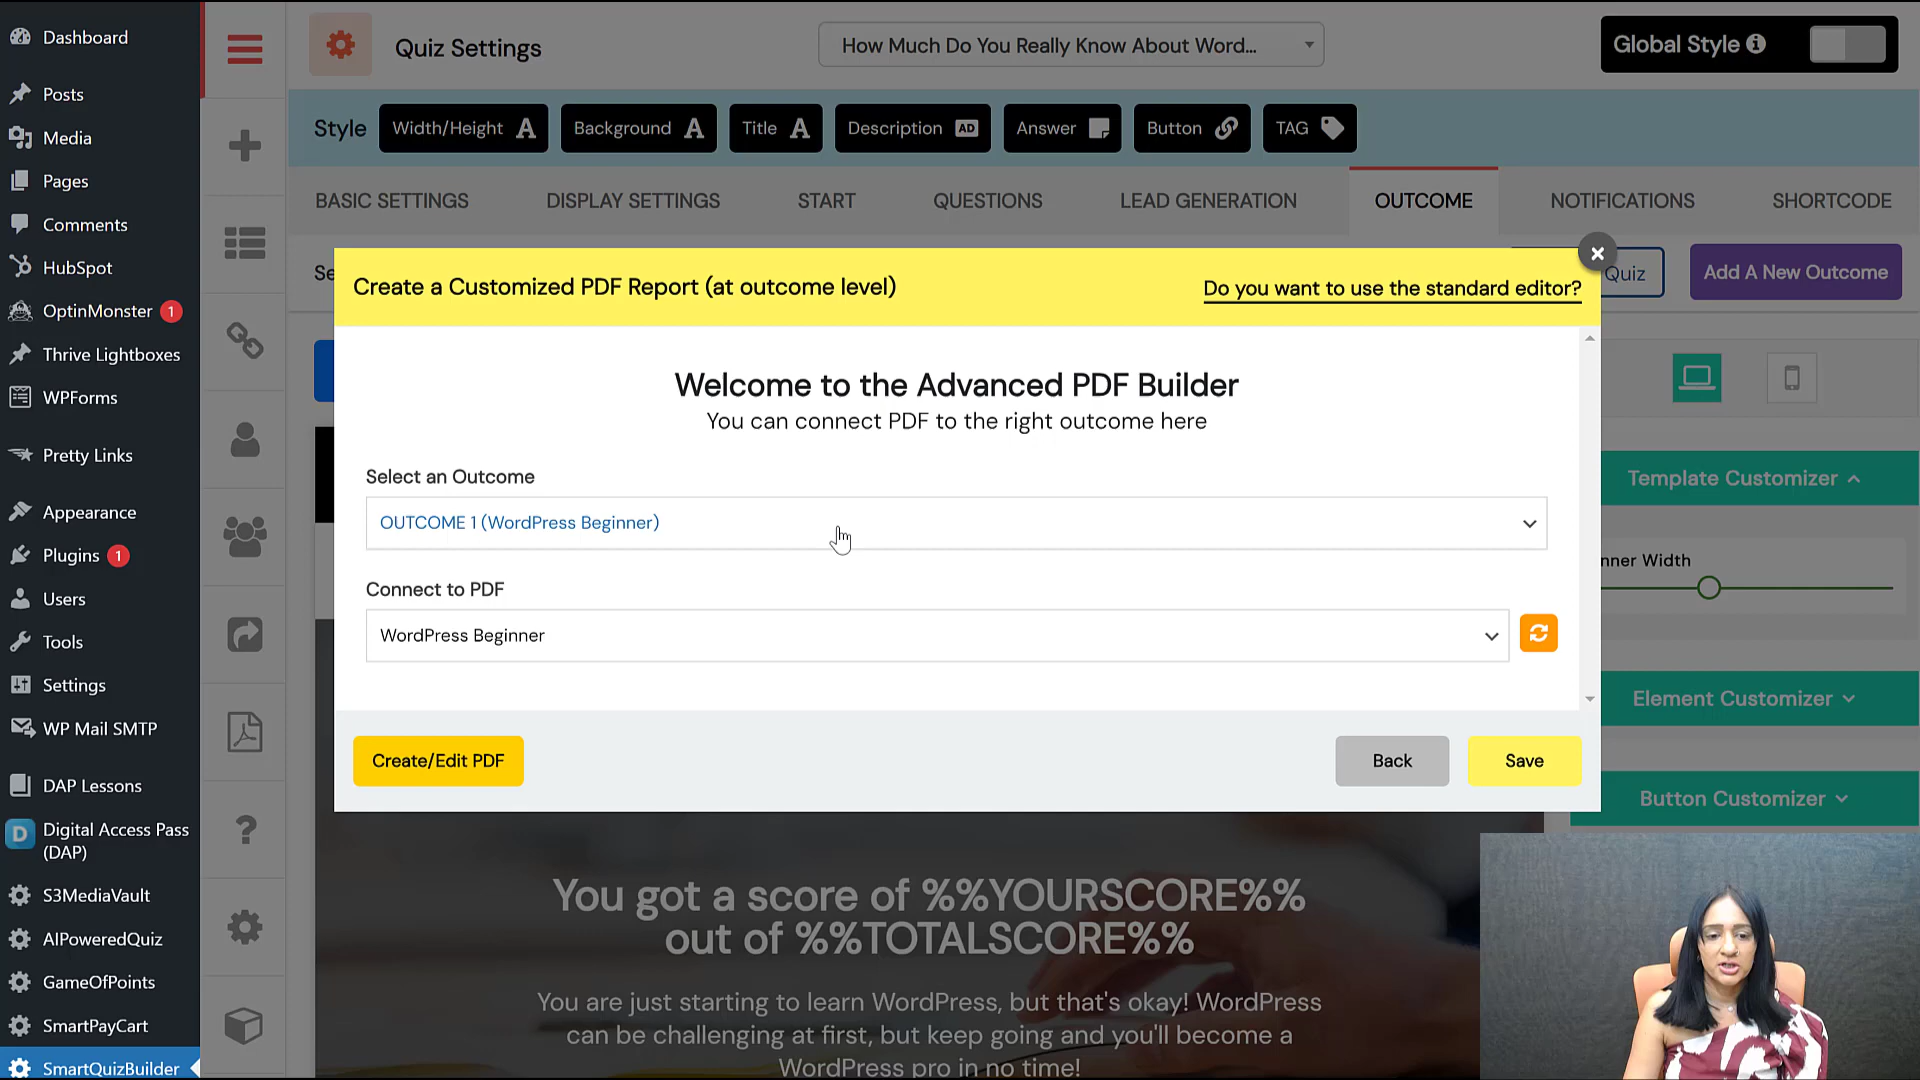 Dashboard
Posts
Media
Pages
Comments
HubSpot
OptinMonster 1
Thrive Lightboxes
WPForms
Pretty Links
Appearance
Plugins 1
Users
Tools
Settings
WP Mail SMTP
DAP Lessons
D Digital Access Pass
(DAP)
S3MediaVault
AIPoweredQuiz
GameOfPoints
SmartPayCart
SmartQuizBuilder
Quiz Settings
How Much Do You Really Know About Word...
Global Style
Style
Width/Height A
Background A
Title A
Description AD
Answer
Button
TAG
BASIC SETTINGS
DISPLAY SETTINGS
START
QUESTIONS
LEAD GENERATION
OUTCOME
NOTIFICATIONS
SHORTCODE
Se
Quiz
Add A New Outcome
Create a Customized PDF Report (at outcome level)
Do you want to use the standard editor?
Welcome to the Advanced PDF Builder
You can connect PDF to the right outcome here
Select an Outcome
OUTCOME 1 (WordPress Beginner)
Connect to PDF
WordPress Beginner
Create/Edit PDF
Back
Save
Template Customizer
nner Width
Element Customizer
Button Customizer
You got a score of %%YOURSCORE%%
out of %%TOTALSCORE%%
You are just starting to learn WordPress, but that's okay! WordPress
can be challenging at first, but keep going and you'll become a
WordPress pro in no time!